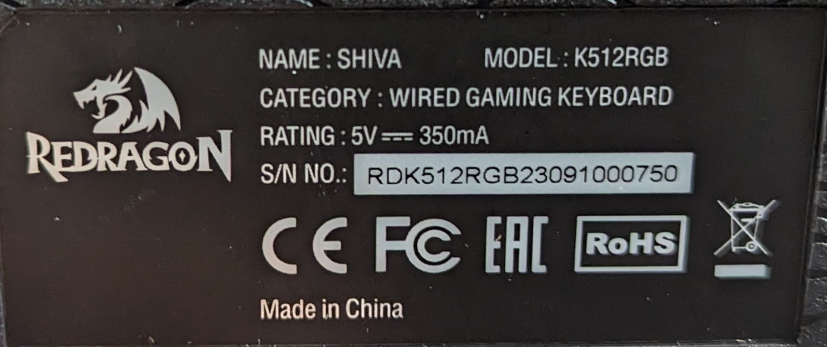 NAME : SHIVA MODEL : K512RGB
CATEGORY : WIRED GAMING KEYBOARD
RATING : 5V ⎓ 350mA
REDRAGON
S/N NO.: RDK512RGB23091000750
CE FC EAC RoHS
Made in China